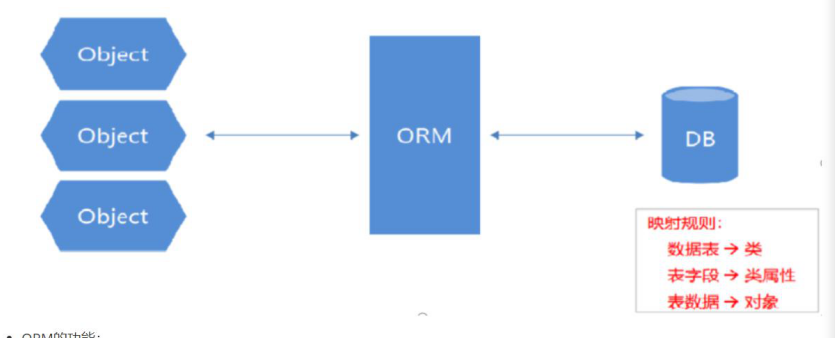 Object
Object
ORM
DB
Object
映射规则:
数据表 → 类
表字段 → 类属性
表数据 → 对象
• ORM的功能: